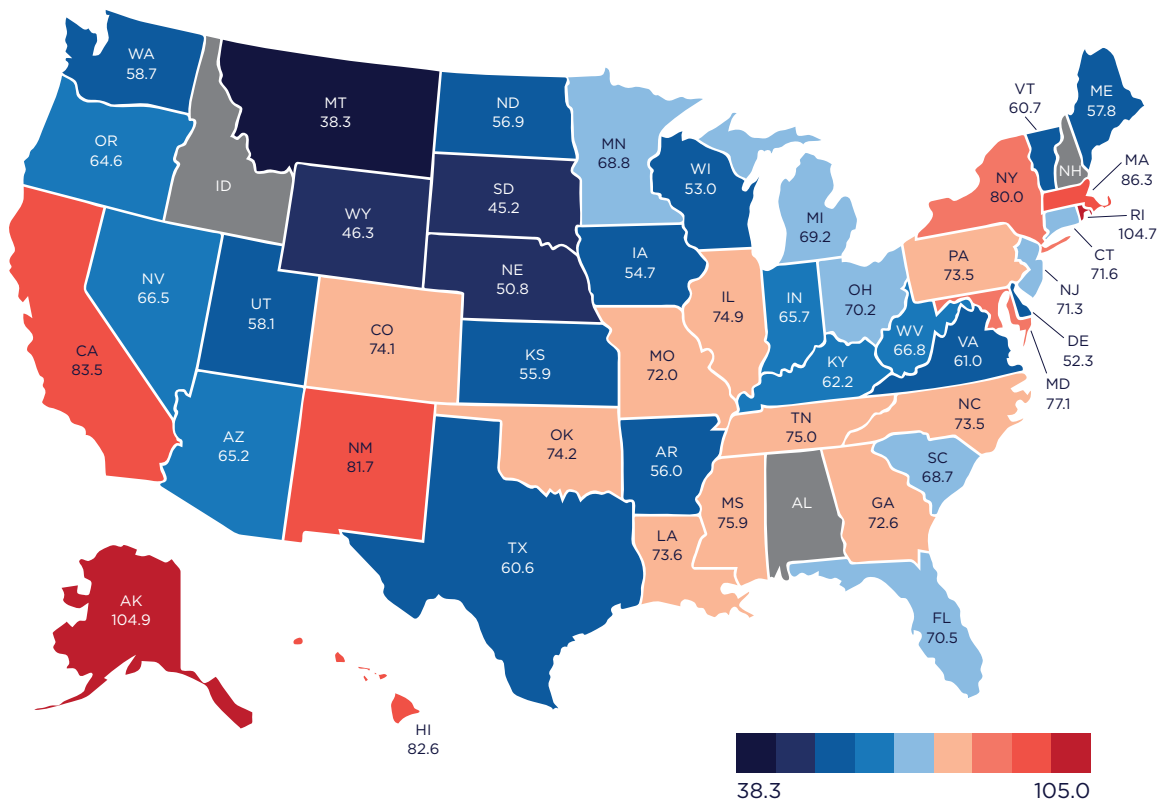 WA
58.7
OR
64.6
CA
83.5
NV
66.5
ID
MT
38.3
WY
46.3
UT
58.1
AZ
65.2
CO
74.1
NM
81.7
ND
56.9
SD
45.2
NE
50.8
KS
55.9
OK
74.2
TX
60.6
MN
68.8
IA
54.7
MO
72.0
AR
56.0
LA
73.6
WI
53.0
IL
74.9
MI
69.2
IN
65.7
OH
70.2
KY
62.2
TN
75.0
MS
75.9
AL
GA
72.6
FL
70.5
SC
68.7
NC
73.5
VA
61.0
WV
66.8
PA
73.5
NY
80.0
VT
60.7
NH
ME
57.8
MA
86.3
RI
104.7
CT
71.6
NJ
71.3
DE
52.3
MD
77.1
AK
104.9
HI
82.6
38.3
105.0